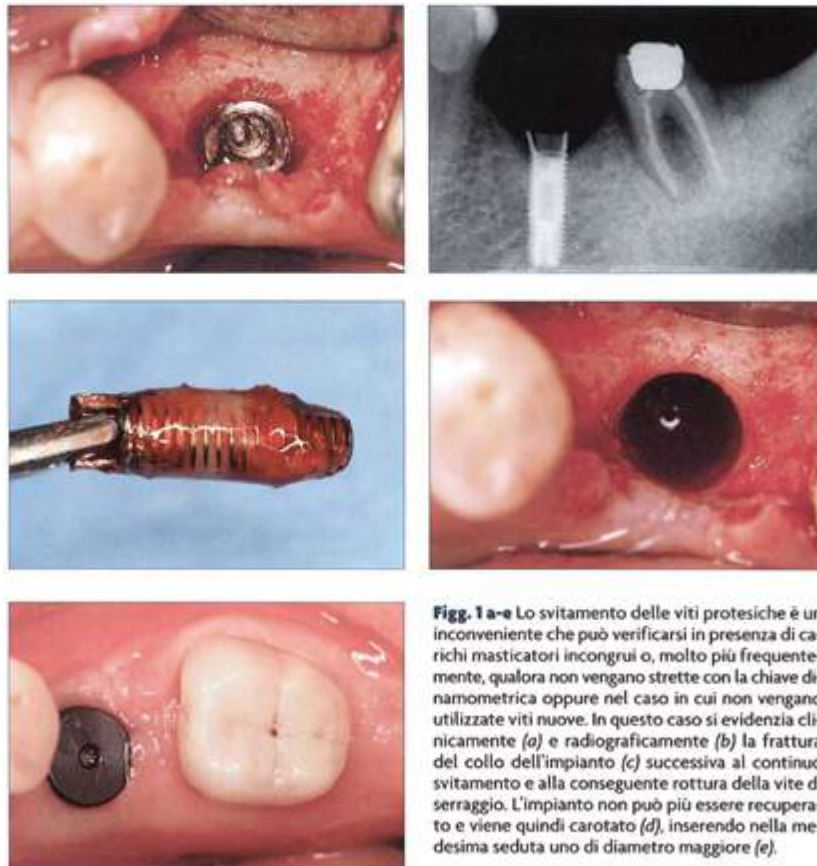 Figg. 1 a-e Lo svitamento delle viti protesiche è un
inconveniente che può verificarsi in presenza di ca
richi masticatori incongrui o, molto più frequente
mente, qualora non vengano strette con la chiave di
namometrica oppure nel caso in cui non vengano
utilizzate viti nuove. In questo caso si evidenzia cli
nicamente (a) e radiograficamente (b) la frattura
del collo dell'impianto (c) successiva al continuo
svitamento e alla conseguente rottura della vite d
serraggio. L'impianto non può più essere recupera
to e viene quindi carotato (d), inserendo nella me
desima seduta uno di diametro maggiore (e).